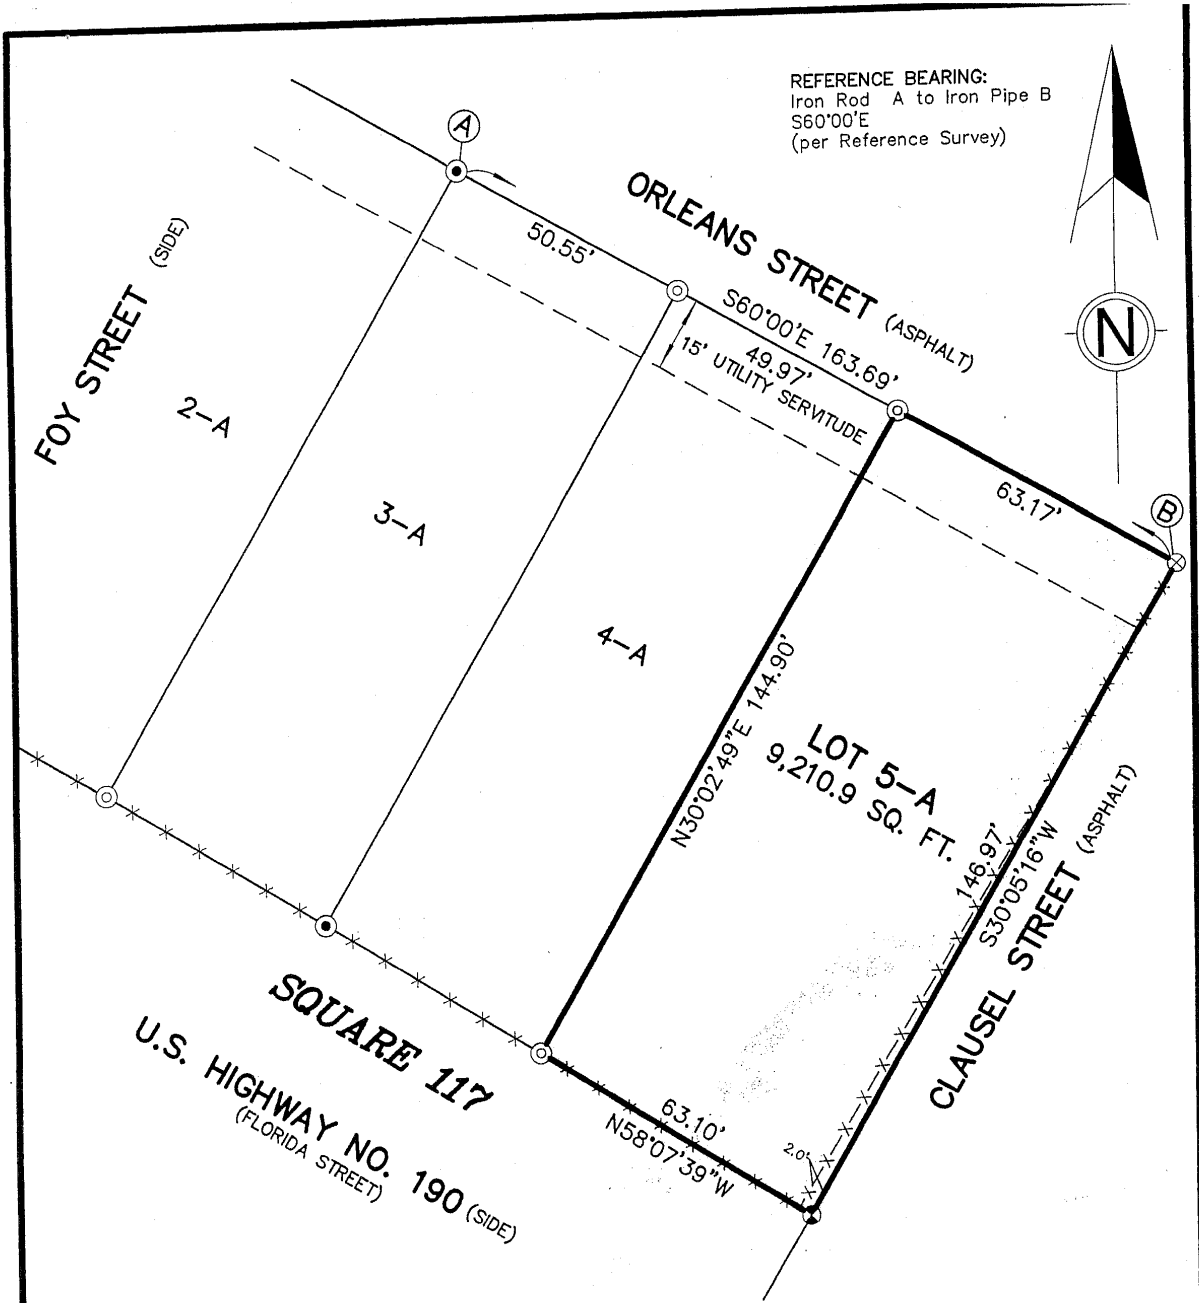 REFERENCE BEARING:
Iron Rod A to Iron Pipe B
S60°00'E
(per Reference Survey)
A
ORLEANS STREET (ASPHALT)
50.55'
S60°00'E 163.69'
49.97'
15' UTILITY SERVITUDE
N
FOY STREET (SIDE)
2-A
3-A
63.17'
B
4-A
N30°02'49"E 144.90'
LOT 5-A
9,210.9 SQ. FT.
146.97'
S30°05'16"W
CLAUSEL STREET (ASPHALT)
SQUARE 117
U.S. HIGHWAY NO. 190 (SIDE)
(FLORIDA STREET)
63.10'
N58°07'39"W
2.0'